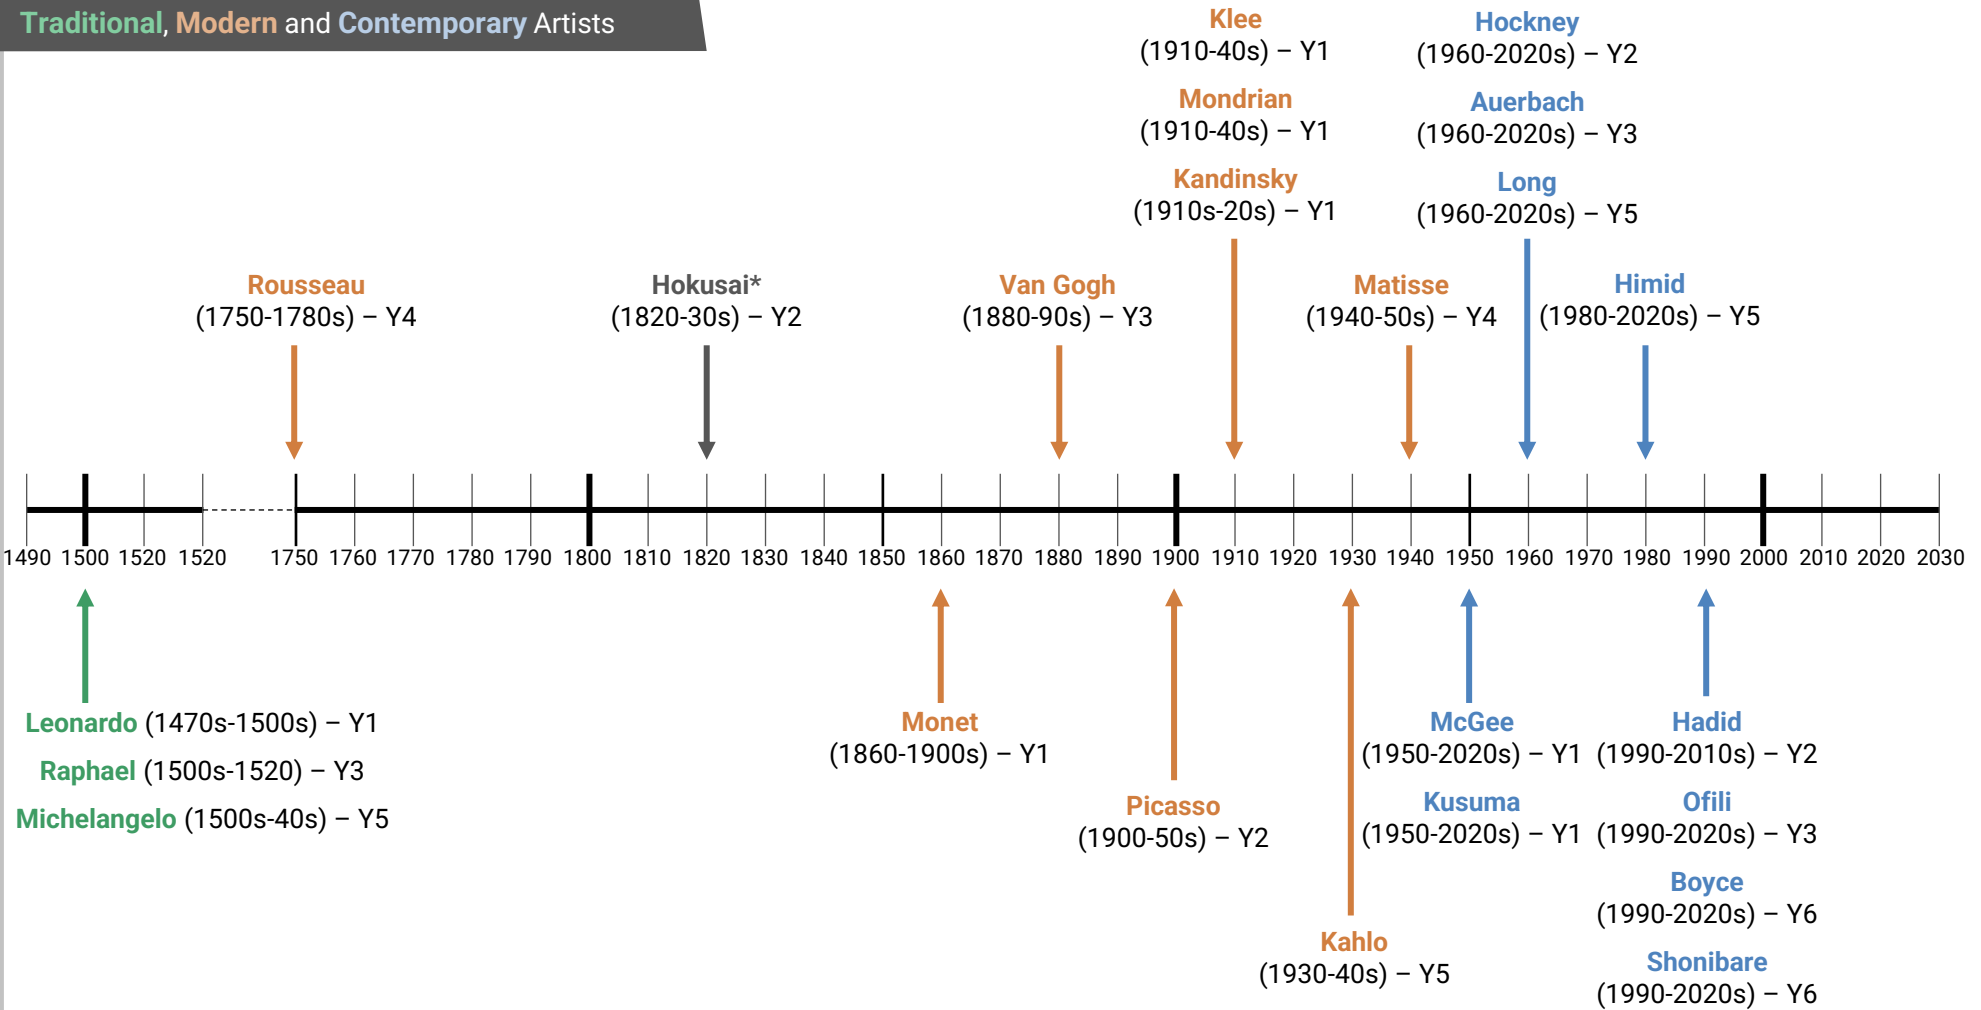 Traditional, Modern and Contemporary Artists
Klee
(1910-40s) – Y1
Mondrian
(1910-40s) – Y1
Kandinsky
(1910s-20s) – Y1
Hockney
(1960-2020s) – Y2
Auerbach
(1960-2020s) – Y3
Long
(1960-2020s) – Y5
Rousseau
(1750-1780s) – Y4
Hokusai*
(1820-30s) – Y2
Van Gogh
(1880-90s) – Y3
Matisse
(1940-50s) – Y4
Himid
(1980-2020s) – Y5
1490 1500 1520 1520 1750 1760 1770 1780 1790 1800 1810 1820 1830 1840 1850 1860 1870 1880 1890 1900 1910 1920 1930 1940 1950 1960 1970 1980 1990 2000 2010 2020 2030
Leonardo (1470s-1500s) – Y1
Raphael (1500s-1520) – Y3
Michelangelo (1500s-40s) – Y5
Monet
(1860-1900s) – Y1
Picasso
(1900-50s) – Y2
Kahlo
(1930-40s) – Y5
McGee
(1950-2020s) – Y1
Kusuma
(1950-2020s) – Y1
Hadid
(1990-2010s) – Y2
Ofili
(1990-2020s) – Y3
Boyce
(1990-2020s) – Y6
Shonibare
(1990-2020s) – Y6